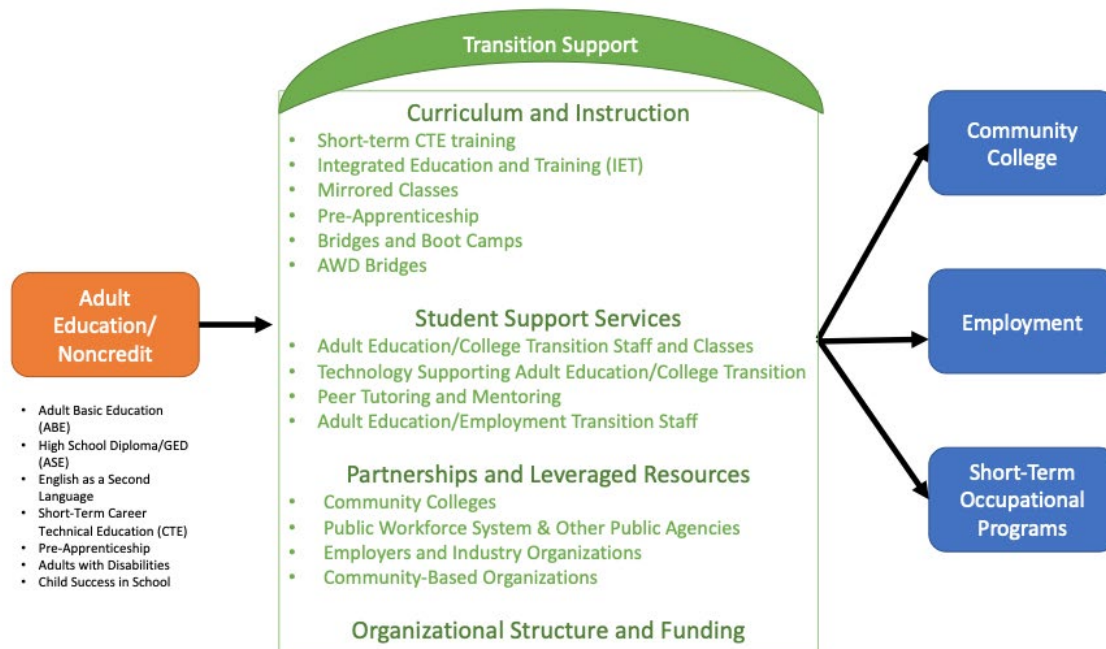 Transition Support
Adult
Education/
Noncredit
• Adult Basic Education
(ABE)
• High School Diploma/GED
(ASE)
• English as a Second
Language
• Short-Term Career
Technical Education (CTE)
• Pre-Apprenticeship
• Adults with Disabilities
• Child Success in School
Curriculum and Instruction
• Short-term CTE training
• Integrated Education and Training (IET)
• Mirrored Classes
• Pre-Apprenticeship
• Bridges and Boot Camps
• AWD Bridges
Student Support Services
• Adult Education/College Transition Staff and Classes
• Technology Supporting Adult Education/College Transition
• Peer Tutoring and Mentoring
• Adult Education/Employment Transition Staff
Partnerships and Leveraged Resources
• Community Colleges
• Public Workforce System & Other Public Agencies
• Employers and Industry Organizations
• Community-Based Organizations
Organizational Structure and Funding
Community
College
Employment
Short-Term
Occupational
Programs